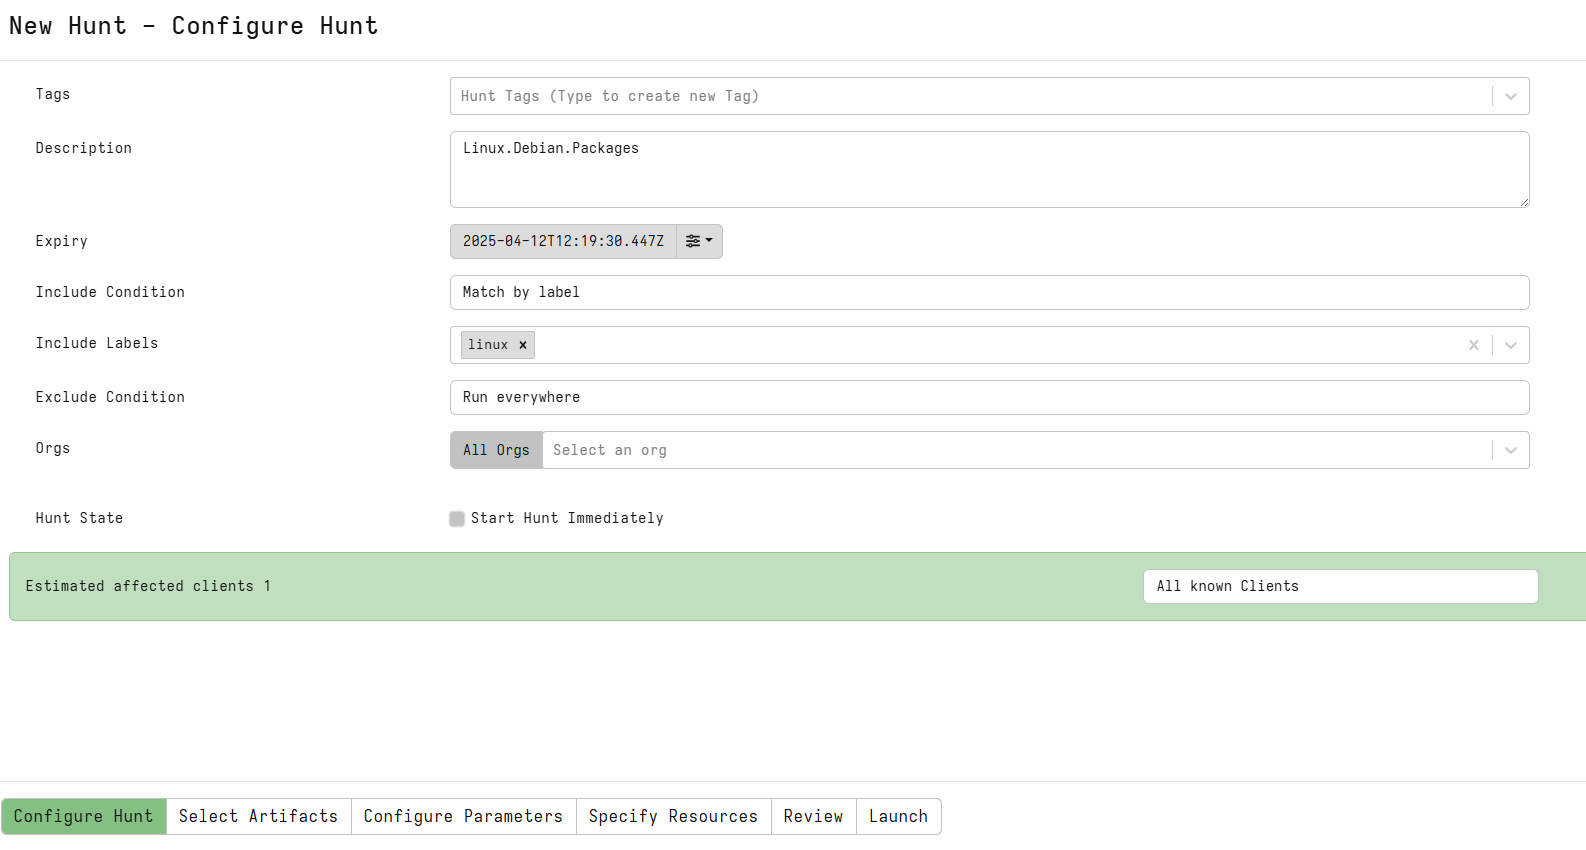 New Hunt - Configure Hunt
Tags
Hunt Tags (Type to create new Tag)
Description
Linux.Debian.Packages
Expiry
2025-04-12T12:19:30.447Z
Include Condition
Match by label
Include Labels
linux ×
Exclude Condition
Run everywhere
Orgs
All Orgs
Select an org
Hunt State
Start Hunt Immediately
Estimated affected clients 1
All known Clients
Configure Hunt
Select Artifacts
Configure Parameters
Specify Resources
Review
Launch